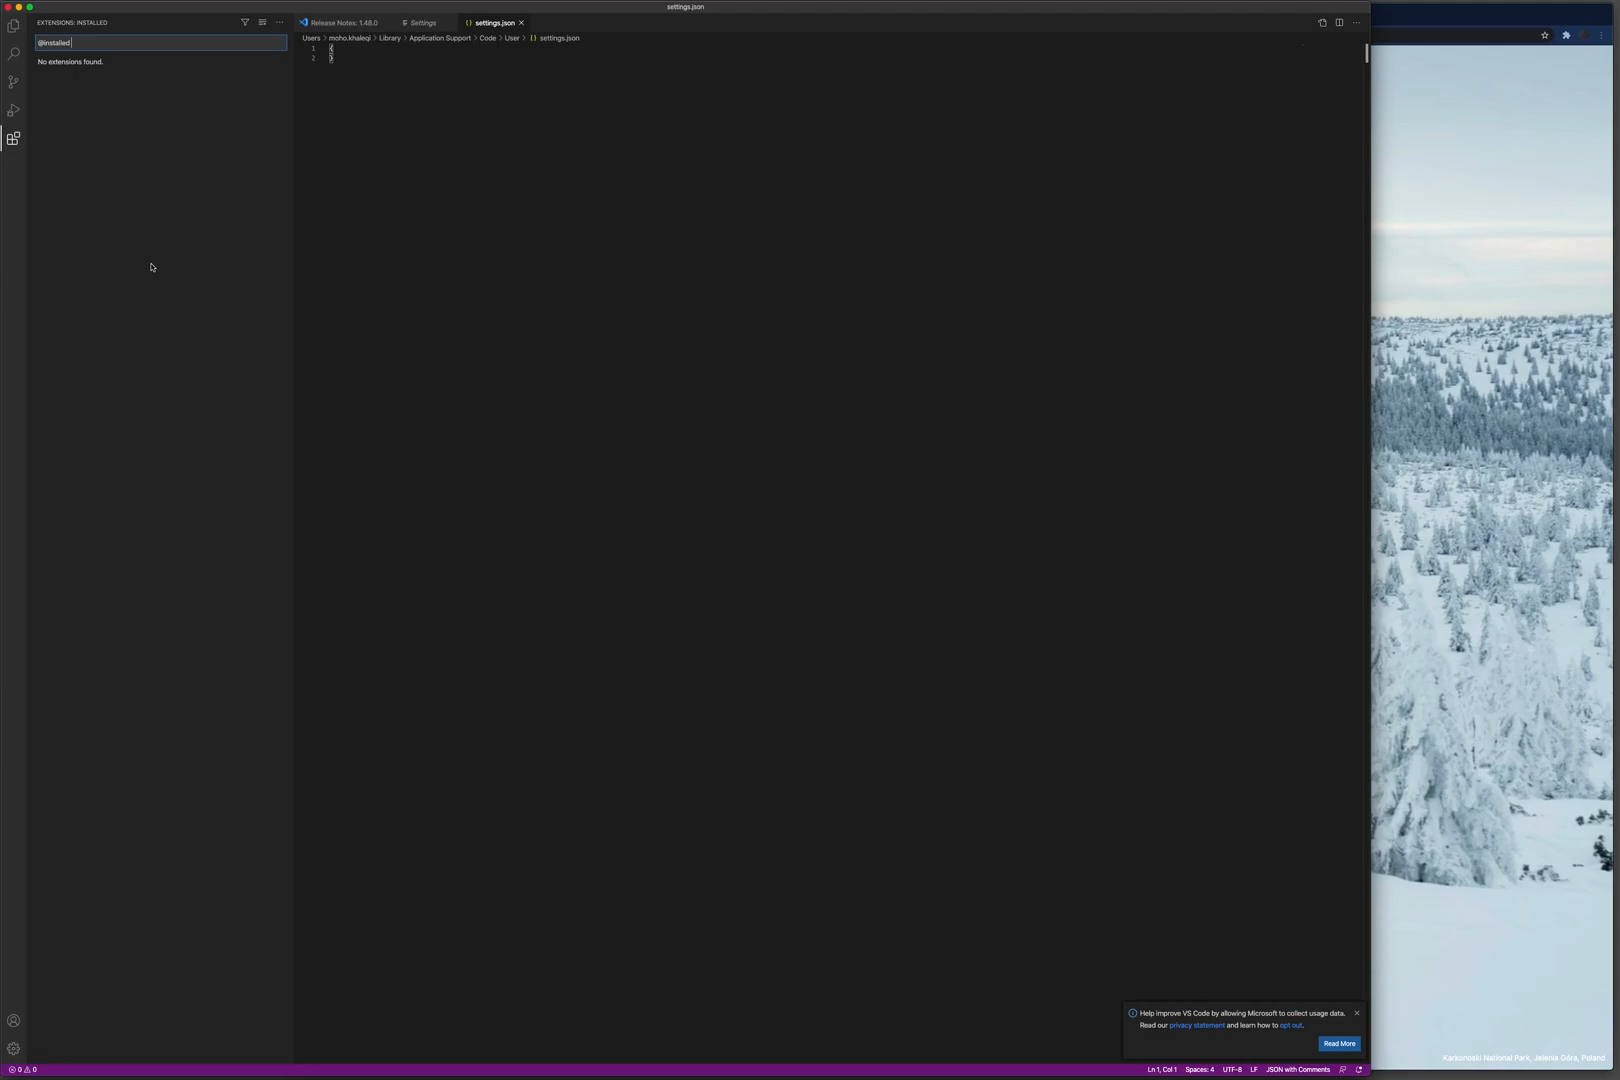 settings.json
EXTENSIONS: INSTALLED
Release Notes: 1.48.0
Settings
{ } settings.json
Users > moho.khaleqi > Library > Application Support > Code > User > { } settings.json
@installed
No extensions found.
1 {
2 }
Help improve VS Code by allowing Microsoft to collect usage data.
Read our privacy statement and learn how to opt out.
Read More
Karkonoski National Park, Jelenia Góra, Poland
0 0
Ln 1, Col 1 Spaces: 4 UTF-8 LF JSON with Comments